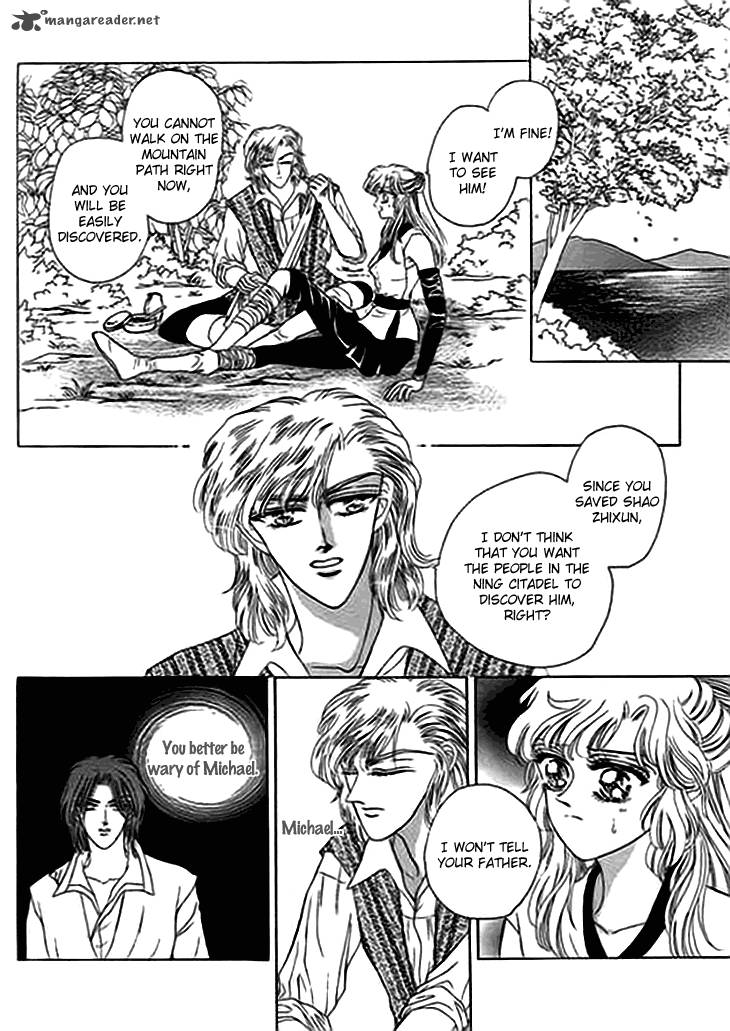 mangareader.net
I'M FINE!
I WANT
TO SEE
HIM!
YOU CANNOT
WALK ON THE
MOUNTAIN
PATH RIGHT
NOW,
AND YOU
WILL BE
EASILY
DISCOVERED.
SINCE YOU
SAVED SHAO
ZHIXUN,
I DON'T THINK
THAT YOU WANT
THE PEOPLE IN THE
NING CITADEL TO
DISCOVER HIM,
RIGHT?
I WON'T TELL
YOUR FATHER.
Michael...
You better be
wary of Michael.